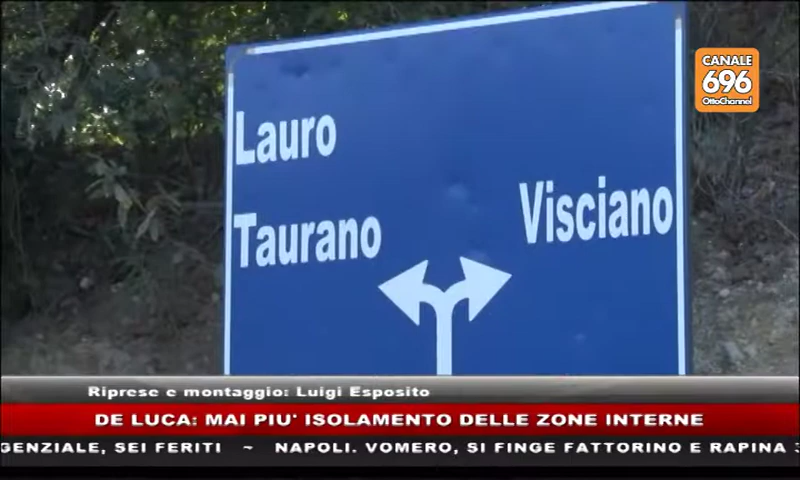 CANALE
696
OttoChannel
Lauro
Taurano
Visciano
Riprese e montaggio: Luigi Esposito
DE LUCA: MAI PIU' ISOLAMENTO DELLE ZONE INTERNE
GENZIALE, SEI FERITI ~ NAPOLI. VOMERO, SI FINGE FATTORINO E RAPINA